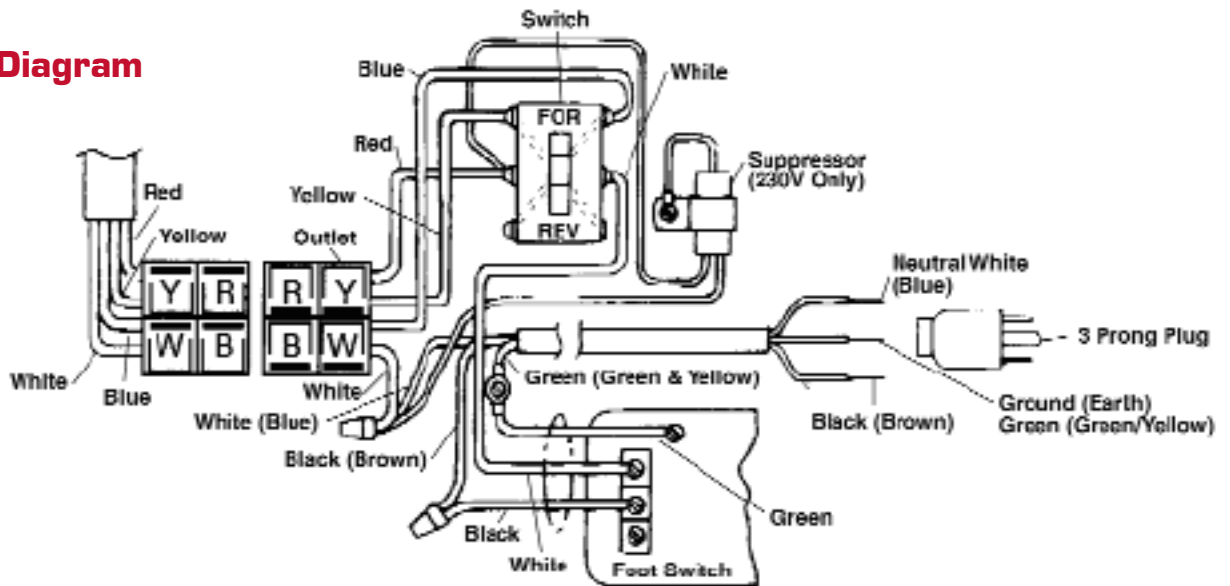 Switch
Diagram
Blue
White
FOR
Red
Suppressor
(230V Only)
Red
Yellow
Yellow
Outlet
REV
Neutral White
(Blue)
Y R
R Y
W B
B W
3 Prong Plug
White
Blue
White
Green (Green & Yellow)
White (Blue)
Black (Brown)
Ground (Earth)
Green (Green/Yellow)
Black (Brown)
Green
Black
White
Foot Switch